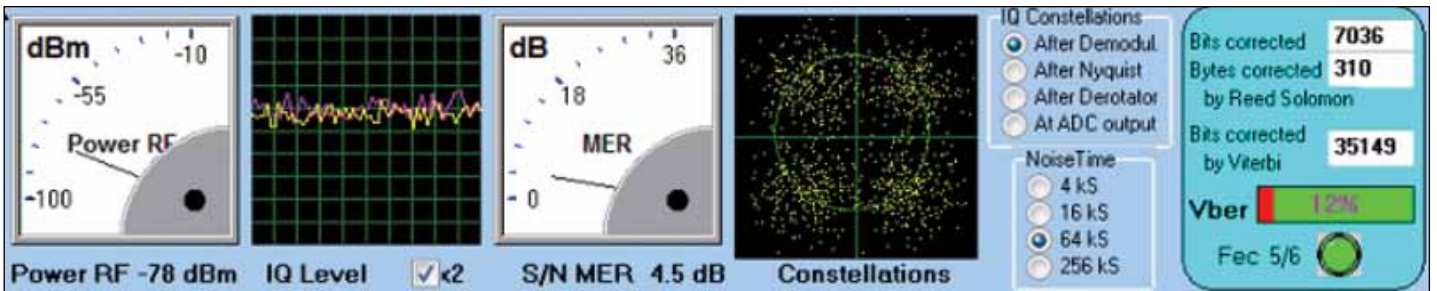 dBm
-10
-55
Power RF
-100
Power RF -78 dBm
IQ Level
x2
dB
36
18
MER
0
S/N MER 4.5 dB
Constellations
IQ Constellations
After Demodul.
After Nyquist
After Derotator
At ADC output
NoiseTime
4 kS
16 kS
64 kS
256 kS
Bits corrected 7036
Bytes corrected 310
by Reed Solomon
Bits corrected
by Viterbi
35149
Vber 12%
Fec 5/6